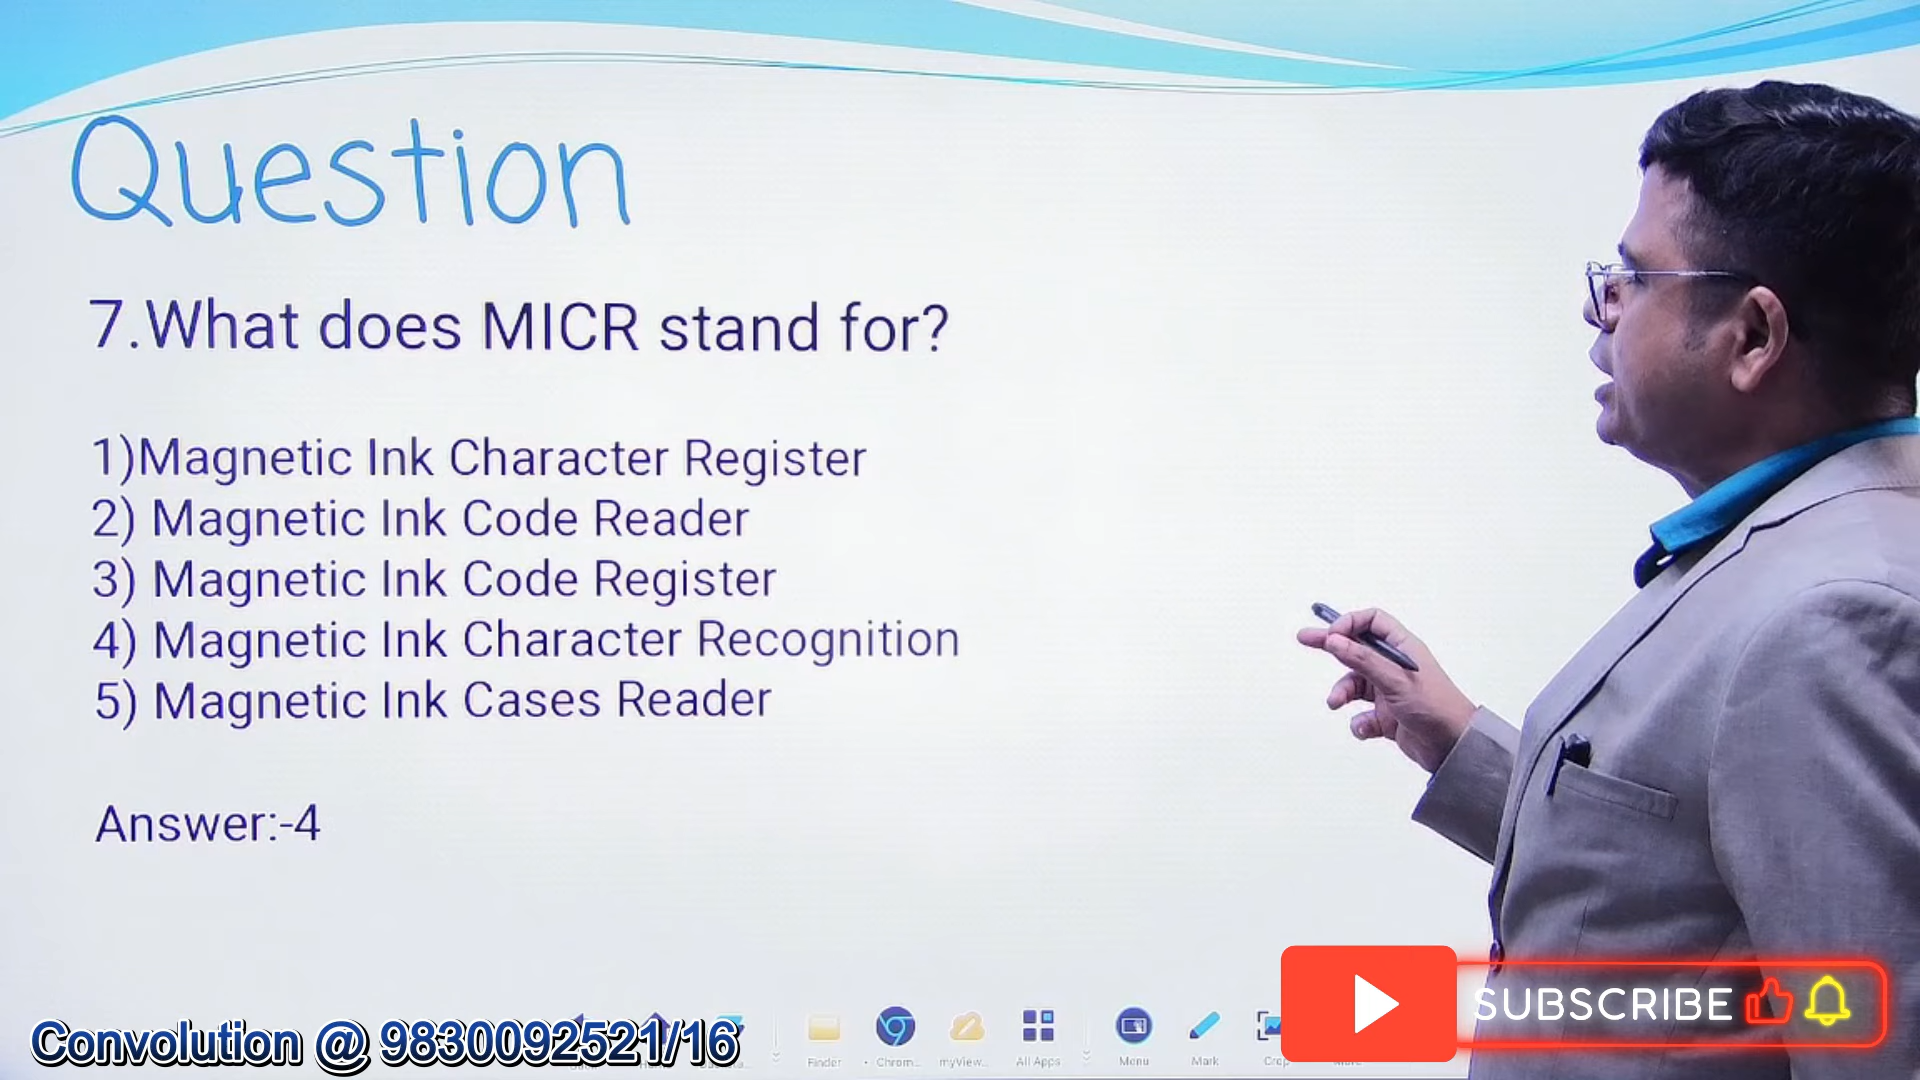 Question
7.What does MICR stand for?
1)Magnetic Ink Character Register
2) Magnetic Ink Code Reader
3) Magnetic Ink Code Register
4) Magnetic Ink Character Recognition
5) Magnetic Ink Cases Reader
Answer:-4
SUBSCRIBE
Convolution @ 9830092521/16
Finder
Chrom...
myView...
All Apps
Menu
Mark